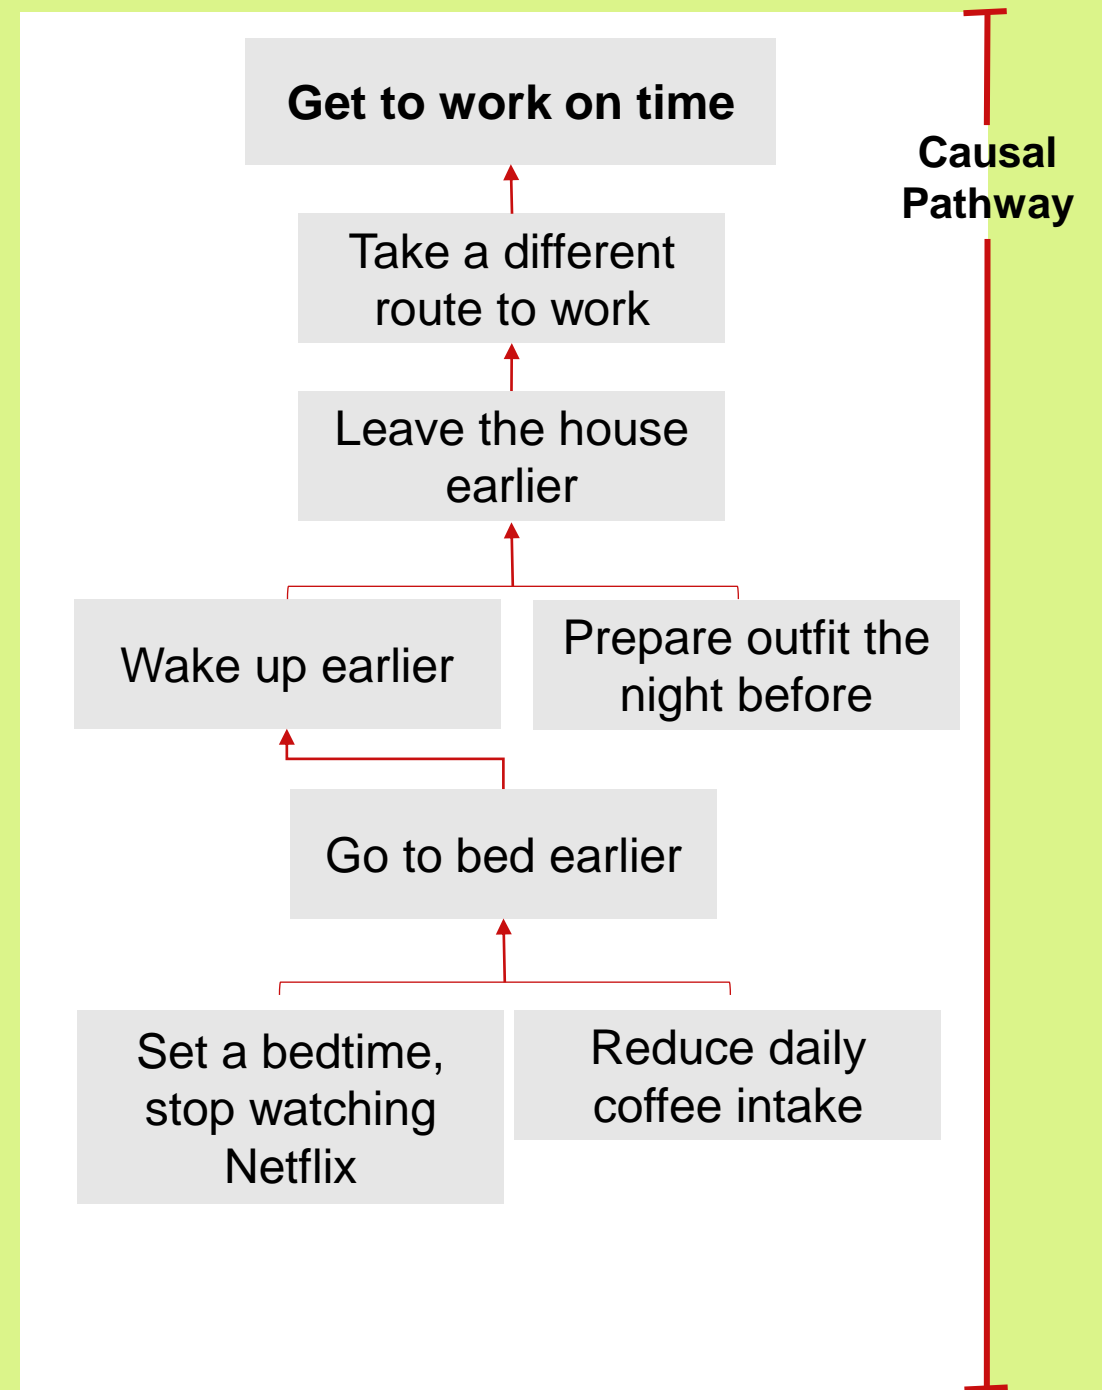 Get to work on time
Causal
Pathway
Take a different
route to work
Leave the house
earlier
Wake up earlier
Prepare outfit the
night before
Go to bed earlier
Set a bedtime,
stop watching
Netflix
Reduce daily
coffee intake